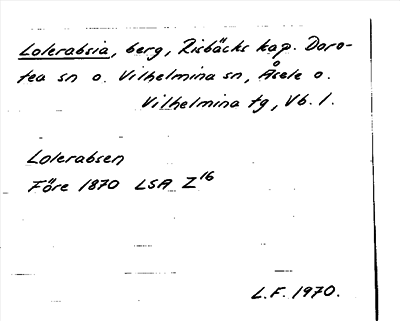 Lolerabsia, berg, Risbäcks kap. Doro-
tea sn o. Vilhelmina sn, Åsele o.
Vilhelmina tg, Vb. l.
Lolerabsen
Före 1870 LSA Z16
L.F. 1970.